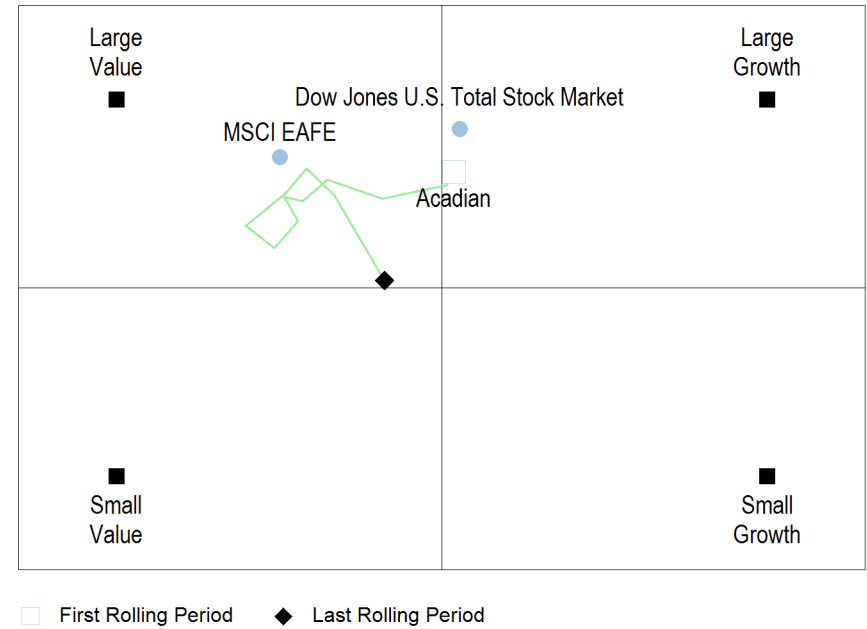 Large
Value
Large
Growth
Dow Jones U.S. Total Stock Market
MSCI EAFE
Acadian
Small
Value
Small
Growth
First Rolling Period
Last Rolling Period